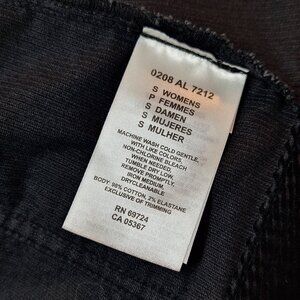 0208 AL 7212
S WOMENS
P FEMMES
S DAMEN
S MUJERES
S MULHER
MACHINE WASH COLD GENTLE,
WITH LIKE COLORS,
NON-CHLORINE BLEACH
WHEN NEEDED,
TUMBLE DRY LOW,
REMOVE PROMPTLY,
IRON MEDIUM,
DRYCLEANABLE
BODY: 98% COTTON, 2% ELASTANE
EXCLUSIVE OF TRIMMING
RN 69724
CA 05367